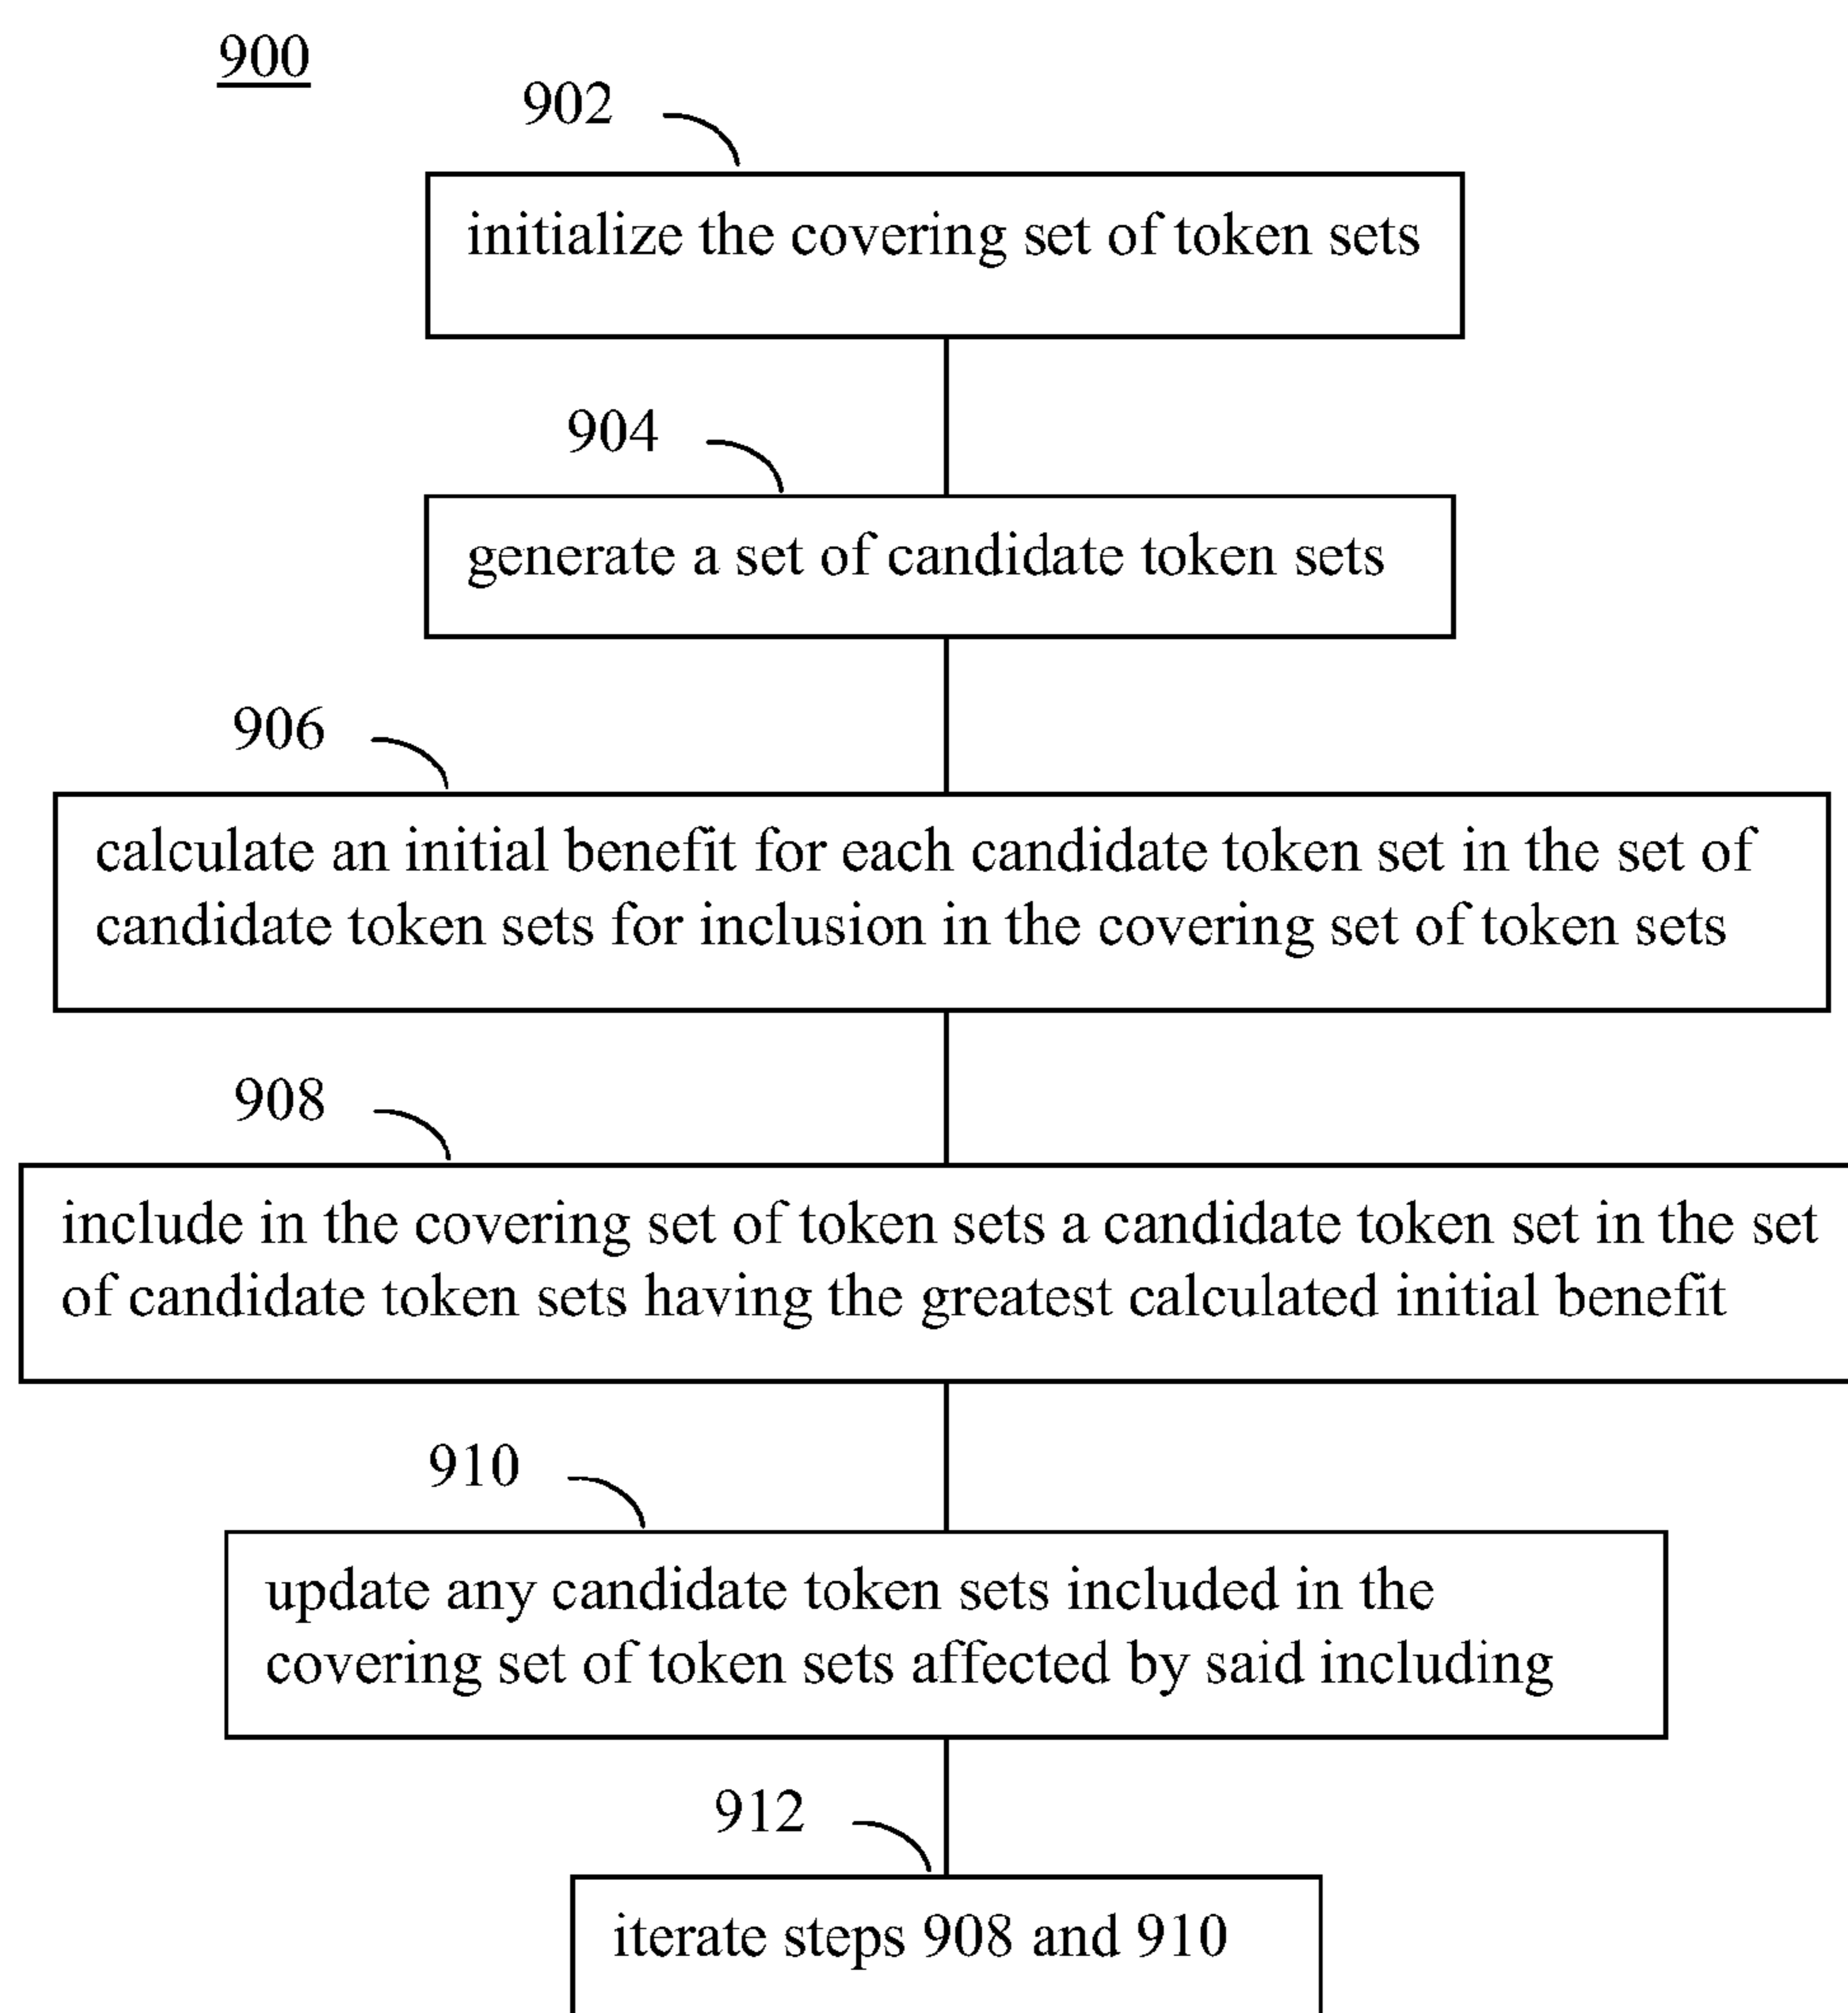 900
902
initialize the covering set of token sets
904
generate a set of candidate token sets
906
calculate an initial benefit for each candidate token set in the set of
candidate token sets for inclusion in the covering set of token sets
908
include in the covering set of token sets a candidate token set in the set
of candidate token sets having the greatest calculated initial benefit
910
update any candidate token sets included in the
covering set of token sets affected by said including
912
iterate steps 908 and 910